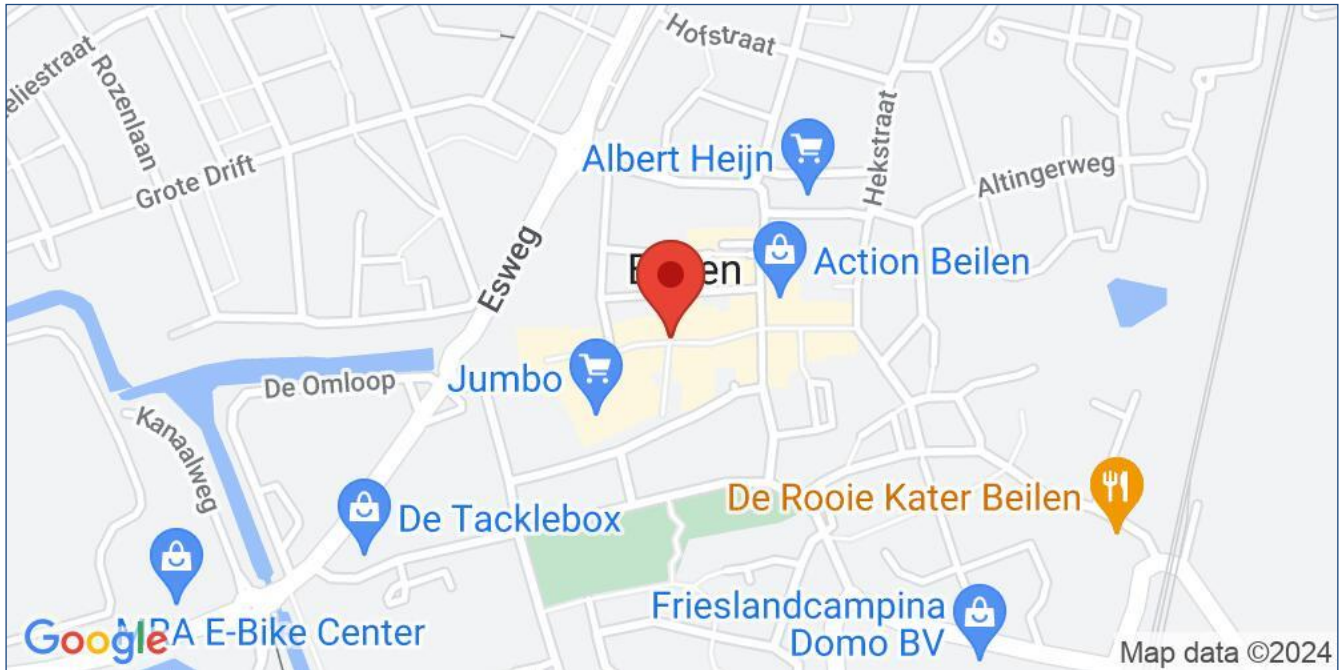 Hofstraat
eliestraat
Rozenlaan
Albert Heijn
Hekstraat
Altingerweg
Grote Drift
Esweg
Action Beilen
Jumbo
De Omloop
Kanaalweg
De Rooie Kater Beilen
De Tacklebox
Frieslandcampina
Domo BV
E-Bike Center
Google
Map data ©2024